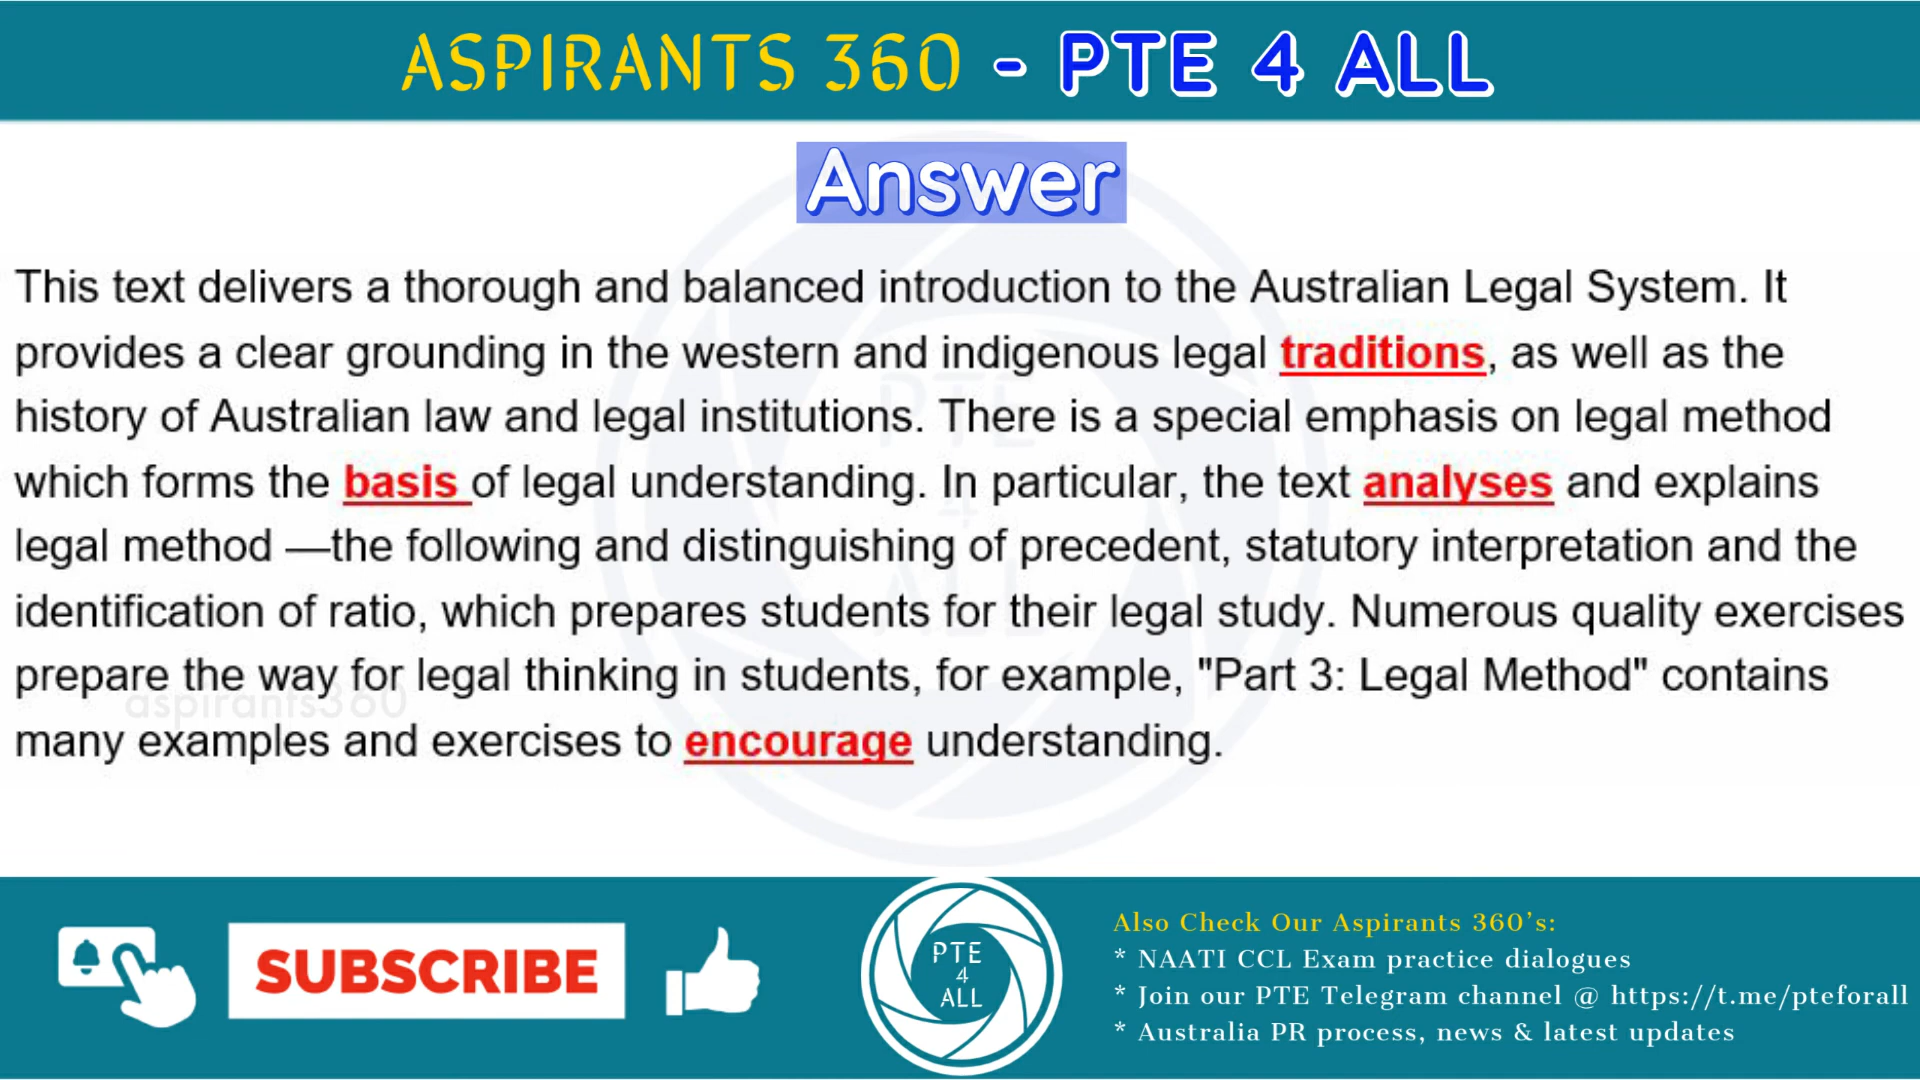 ASPIRANTS 360 - PTE 4 ALL
Answer
This text delivers a thorough and balanced introduction to the Australian Legal System. It
provides a clear grounding in the western and indigenous legal traditions, as well as the
history of Australian law and legal institutions. There is a special emphasis on legal method
which forms the basis of legal understanding. In particular, the text analyses and explains
legal method —the following and distinguishing of precedent, statutory interpretation and the
identification of ratio, which prepares students for their legal study. Numerous quality exercises
prepare the way for legal thinking in students, for example, "Part 3: Legal Method" contains
many examples and exercises to encourage understanding.
PTE
4
ALL
aspirants360
SUBSCRIBE
PTE
4
ALL
Also Check Our Aspirants 360's:
* NAATI CCL Exam practice dialogues
* Join our PTE Telegram channel @ https://t.me/pteforall
* Australia PR process, news & latest updates